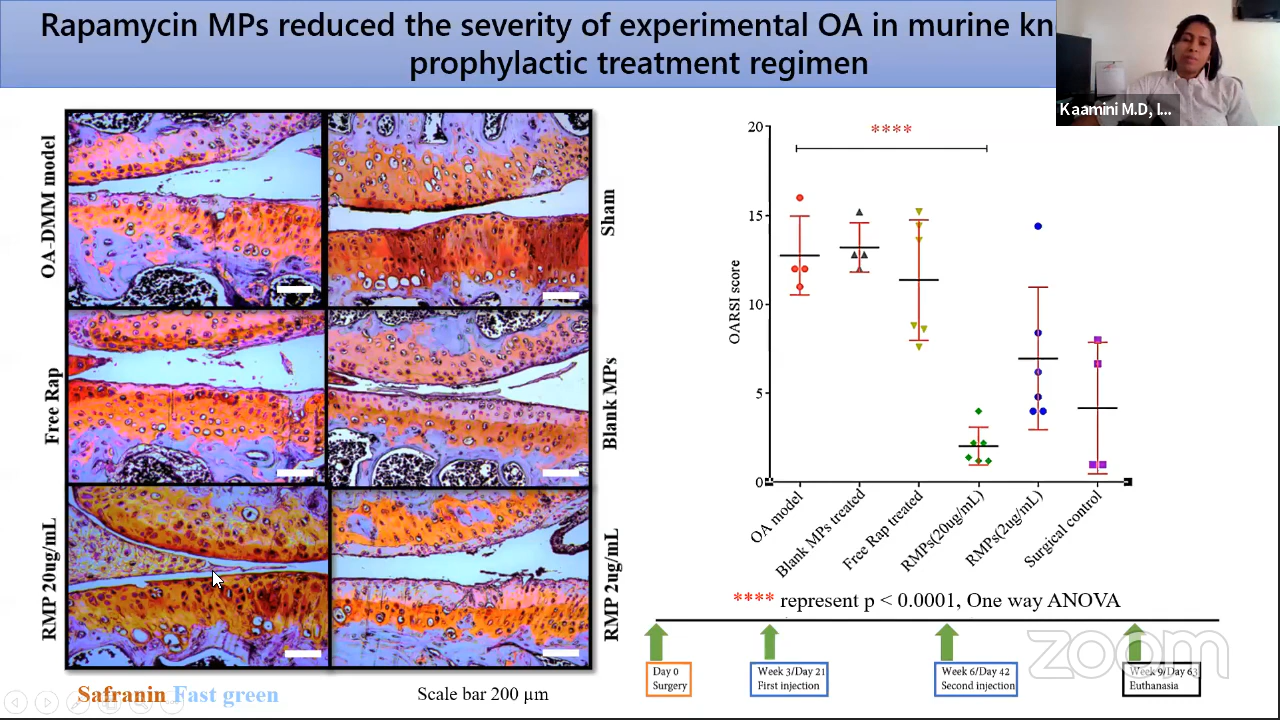 Rapamycin MPs reduced the severity of experimental OA in murine kn
prophylactic treatment regimen
Kaamini M.D, I...
OA-DMM model
Sham
Free Rap
Blank MPs
RMP 20ug/mL
RMP 2ug/mL
Safranin Fast green
Scale bar 200 µm
****
20
15
10
5
0
OARSI score
OA model
Blank MPs treated
Free Rap treated
RMPs(20ug/mL)
RMPs(2ug/mL)
Surgical control
**** represent p < 0.0001, One way ANOVA
Day 0
Surgery
Week 3/Day 21
First injection
Week 6/Day 42
Second injection
Week 9/Day 63
Euthanasia
zoom